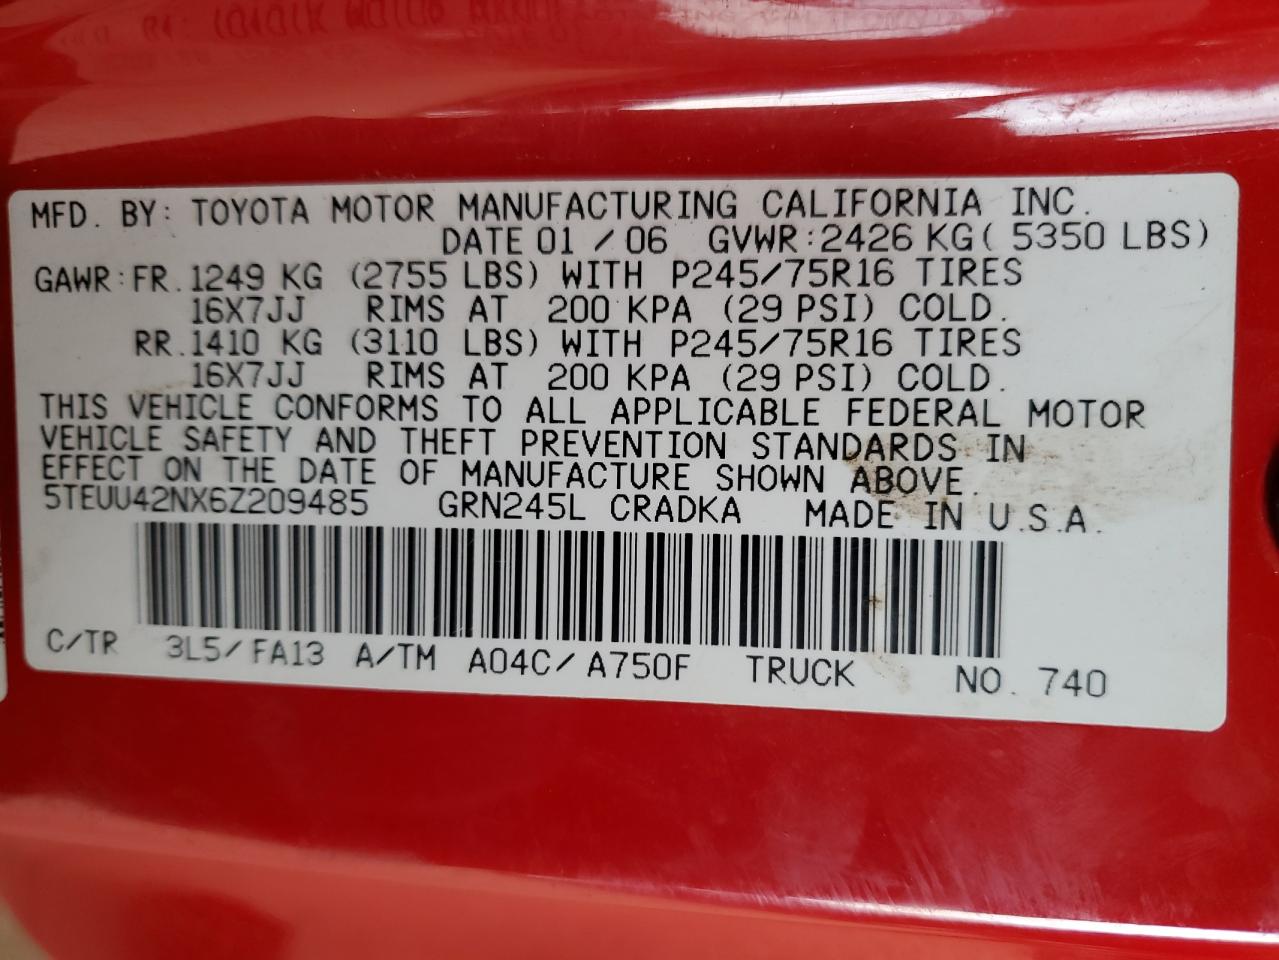 MFD. BY: TOYOTA MOTOR MANUFACTURING CALIFORNIA INC.
DATE 01 / 06 GVWR: 2426 KG ( 5350 LBS)
GAWR: FR. 1249 KG (2755 LBS) WITH P245/75R16 TIRES
16X7JJ RIMS AT 200 KPA (29 PSI) COLD.
RR. 1410 KG (3110 LBS) WITH P245/75R16 TIRES
16X7JJ RIMS AT 200 KPA (29 PSI) COLD.
THIS VEHICLE CONFORMS TO ALL APPLICABLE FEDERAL MOTOR
VEHICLE SAFETY AND THEFT PREVENTION STANDARDS IN
EFFECT ON THE DATE OF MANUFACTURE SHOWN ABOVE.
5TEUU42NX6Z209485 GRN245L CRADKA MADE IN U.S.A.
C/TR 3L5/FA13 A/TM A04C/A750F TRUCK NO. 740